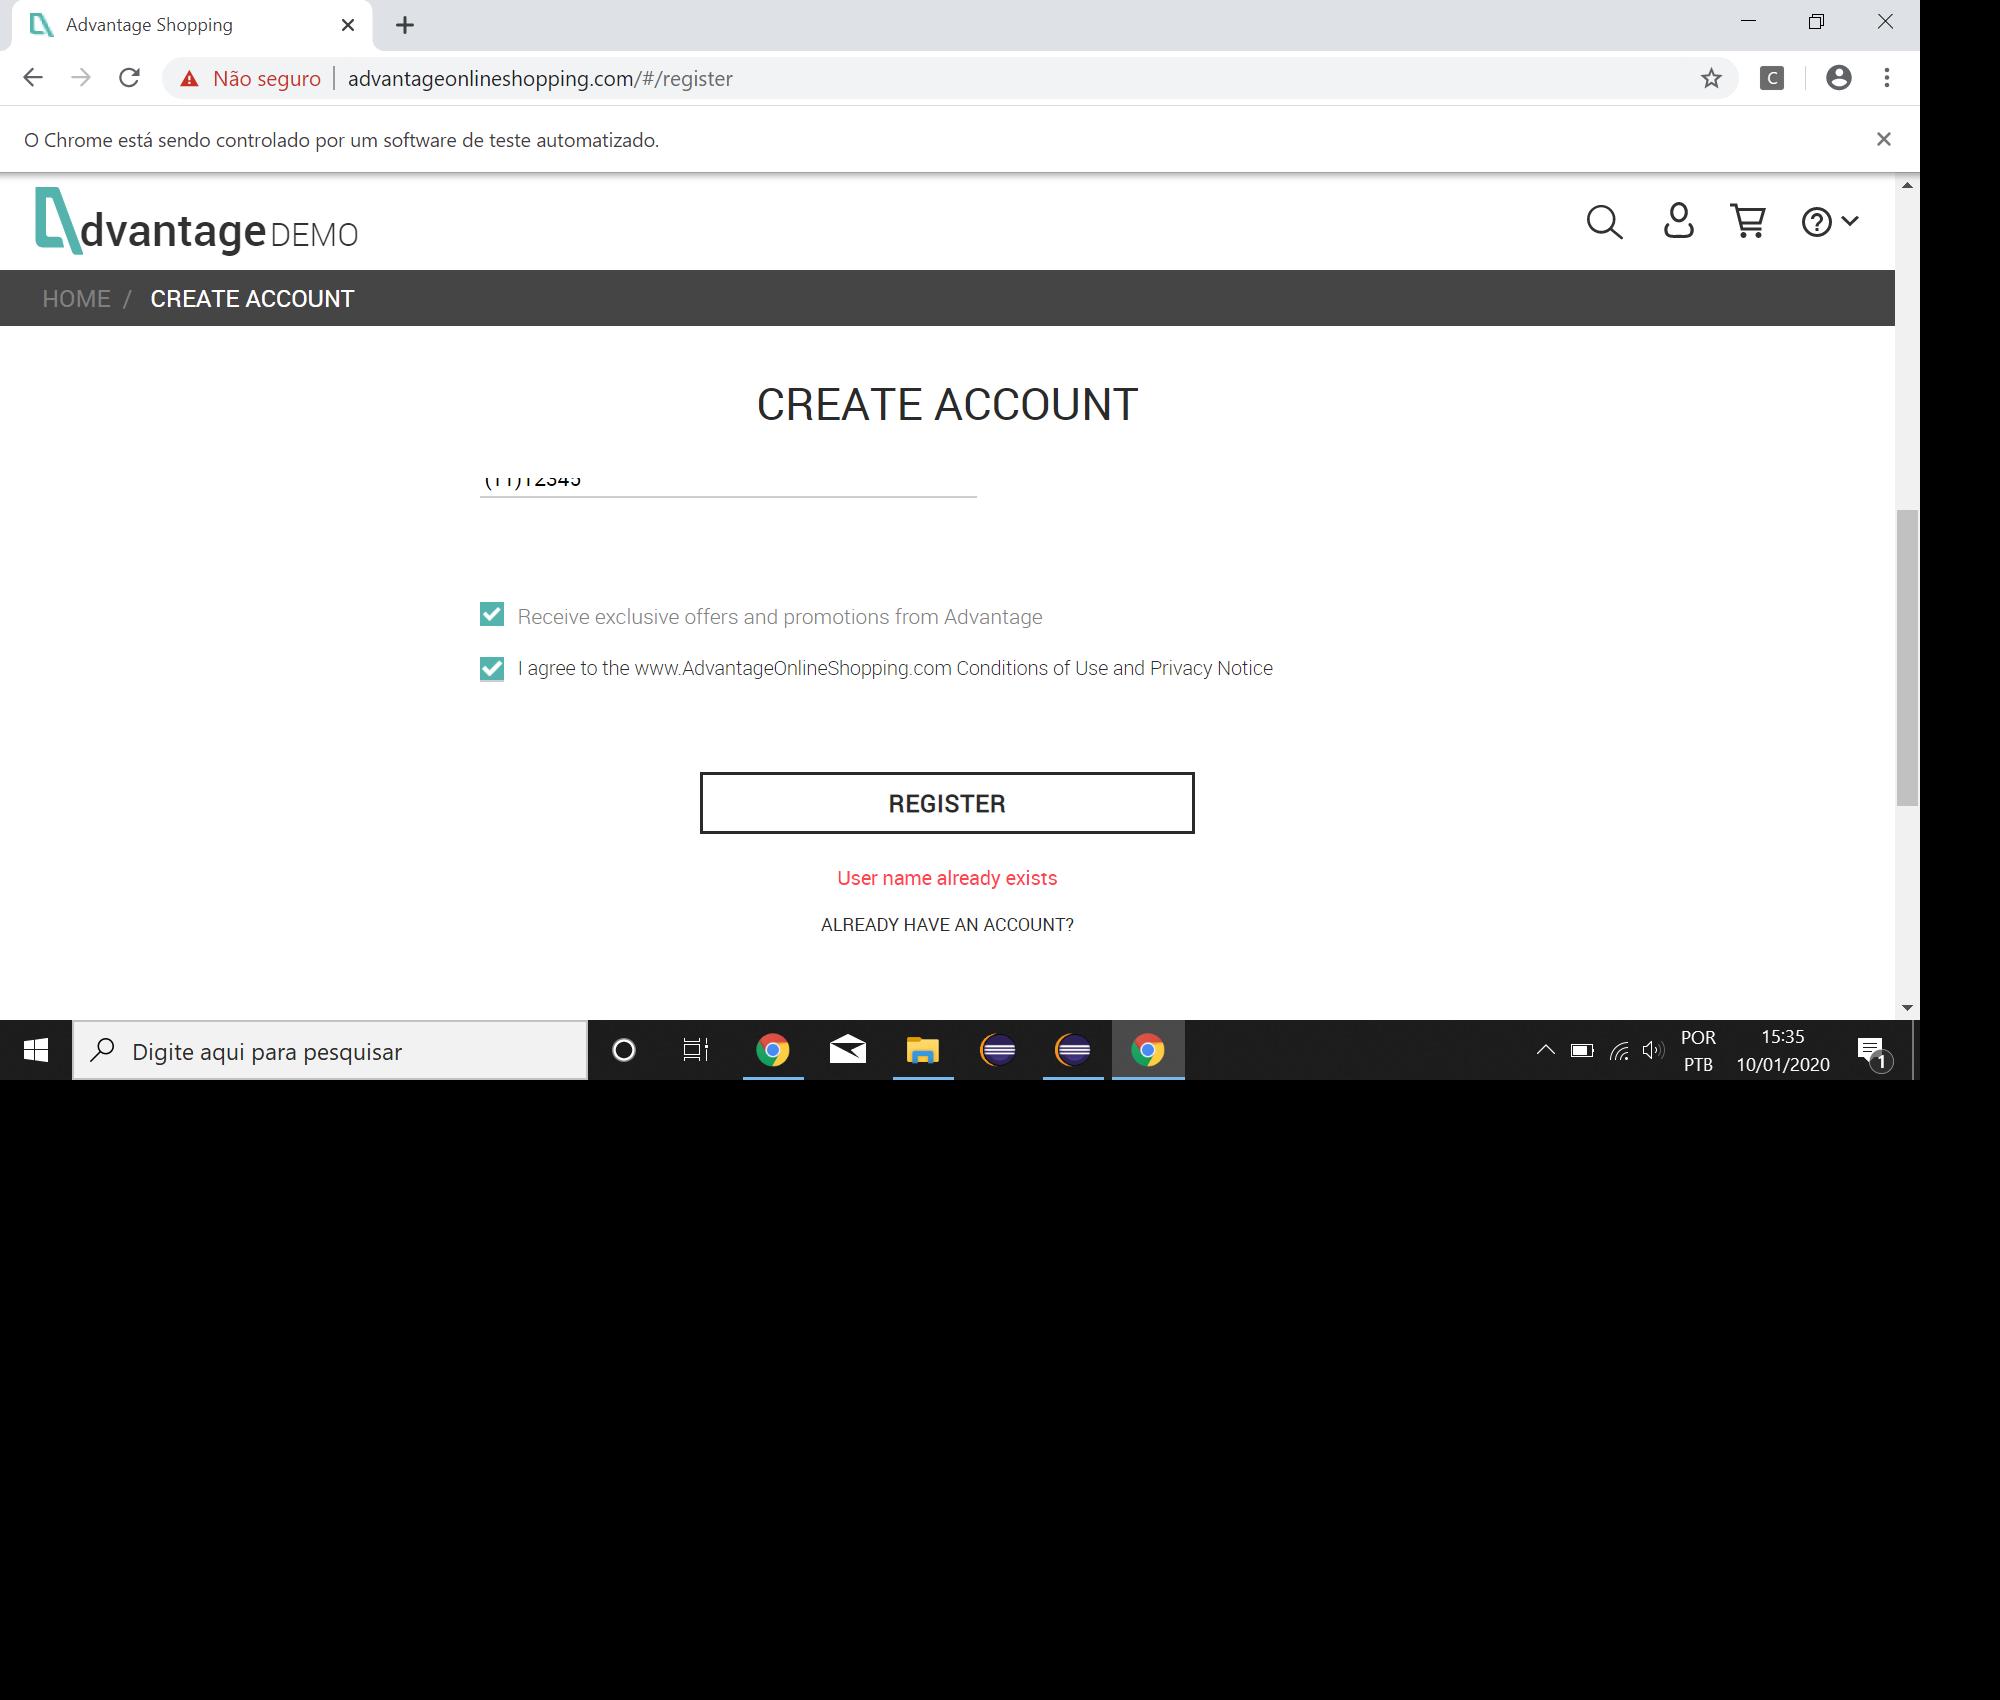 Advantage Shopping
Não seguro
advantageonlineshopping.com/#/register
C
O Chrome está sendo controlado por um software de teste automatizado.
Advantage DEMO
HOME / CREATE ACCOUNT
CREATE ACCOUNT
(11)12345
Receive exclusive offers and promotions from Advantage
I agree to the www.AdvantageOnlineShopping.com Conditions of Use and Privacy Notice
REGISTER
User name already exists
ALREADY HAVE AN ACCOUNT?
Digite aqui para pesquisar
POR
PTB
15:35
10/01/2020
1